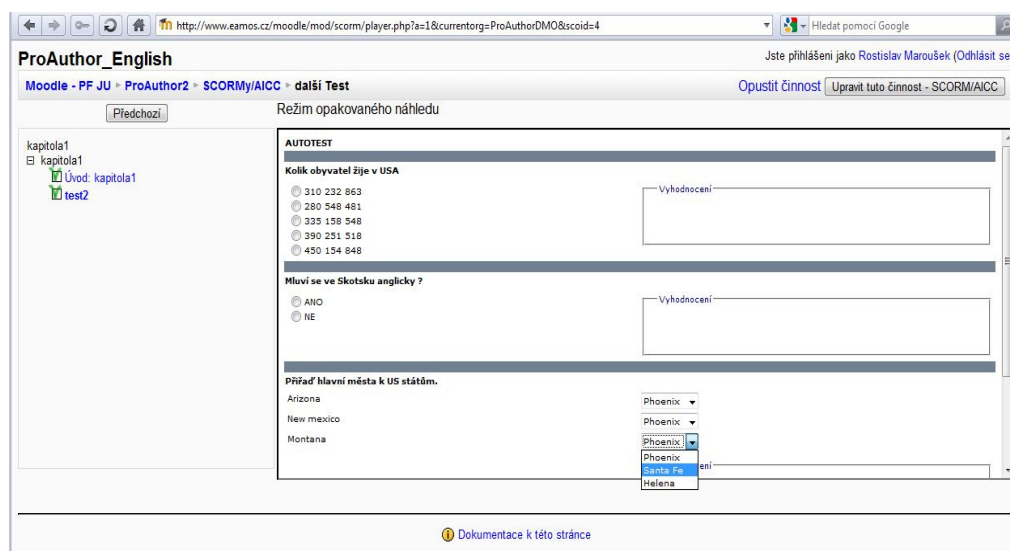 http://www.eamos.cz/moodle/mod/scorm/player.php?a=1&currentorg=ProAuthorDMO&scoid=4
Hledat pomocí Google
ProAuthor_English
Jste přihlášeni jako Rostislav Maroušek (Odhlásit se
Moodle - PF JU ► ProAuthor2 ► SCORMy/AICC ► další Test
Opustit činnost Upravit tuto činnost - SCORM/AICC
Předchozí
Režim opakovaného náhledu
kapitola1
kapitola1
Úvod: kapitola1
test2
AUTOTEST
Kolik obyvatel žije v USA
310 232 863
280 548 481
335 158 548
390 251 518
450 154 848
Vyhodnocení
Mluví se ve Skotsku anglicky ?
ANO
NE
Vyhodnocení
Přiřaď hlavní města k US státům.
Arizona Phoenix
New mexico Phoenix
Montana Phoenix
Phoenix
Santa Fe
Helena
ení
Dokumentace k této stránce